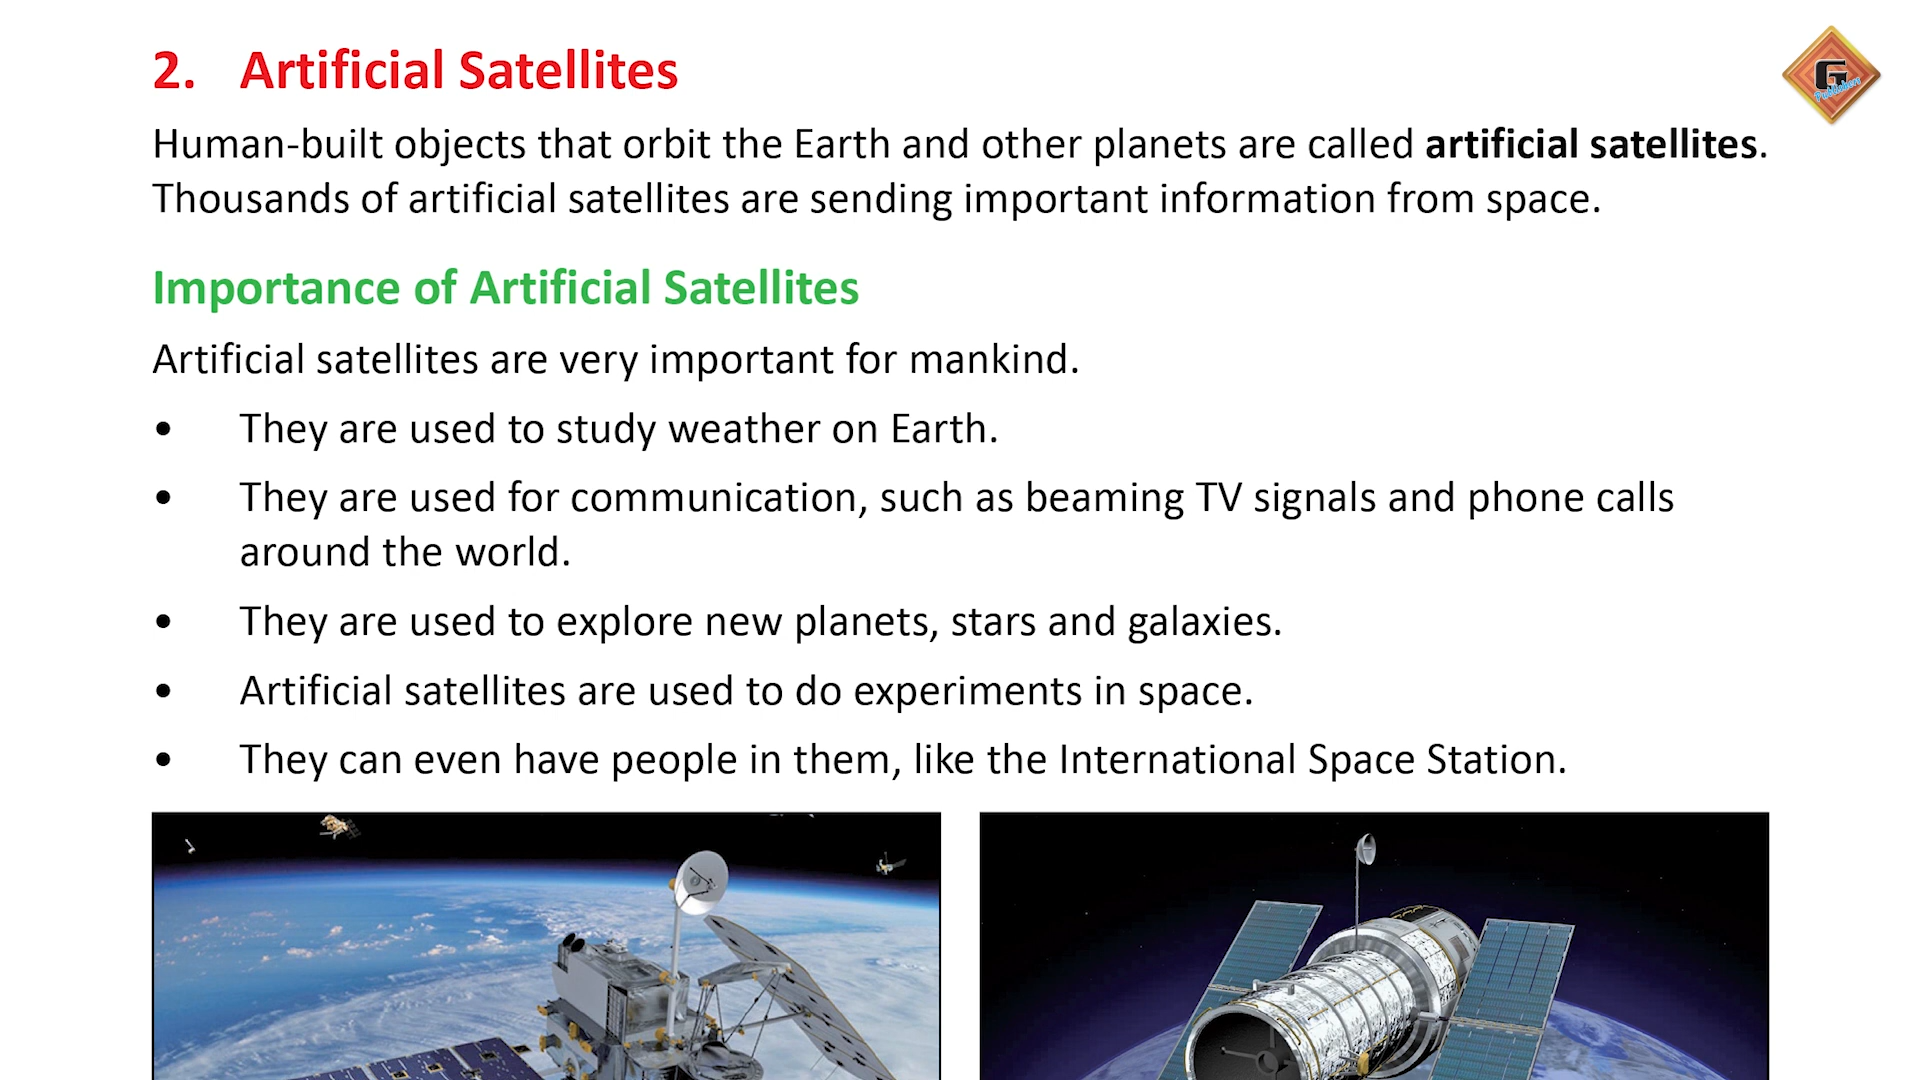 2. Artificial Satellites
Human-built objects that orbit the Earth and other planets are called artificial satellites.
Thousands of artificial satellites are sending important information from space.
Importance of Artificial Satellites
Artificial satellites are very important for mankind.
• They are used to study weather on Earth.
• They are used for communication, such as beaming TV signals and phone calls
around the world.
• They are used to explore new planets, stars and galaxies.
• Artificial satellites are used to do experiments in space.
• They can even have people in them, like the International Space Station.
G
Publishers